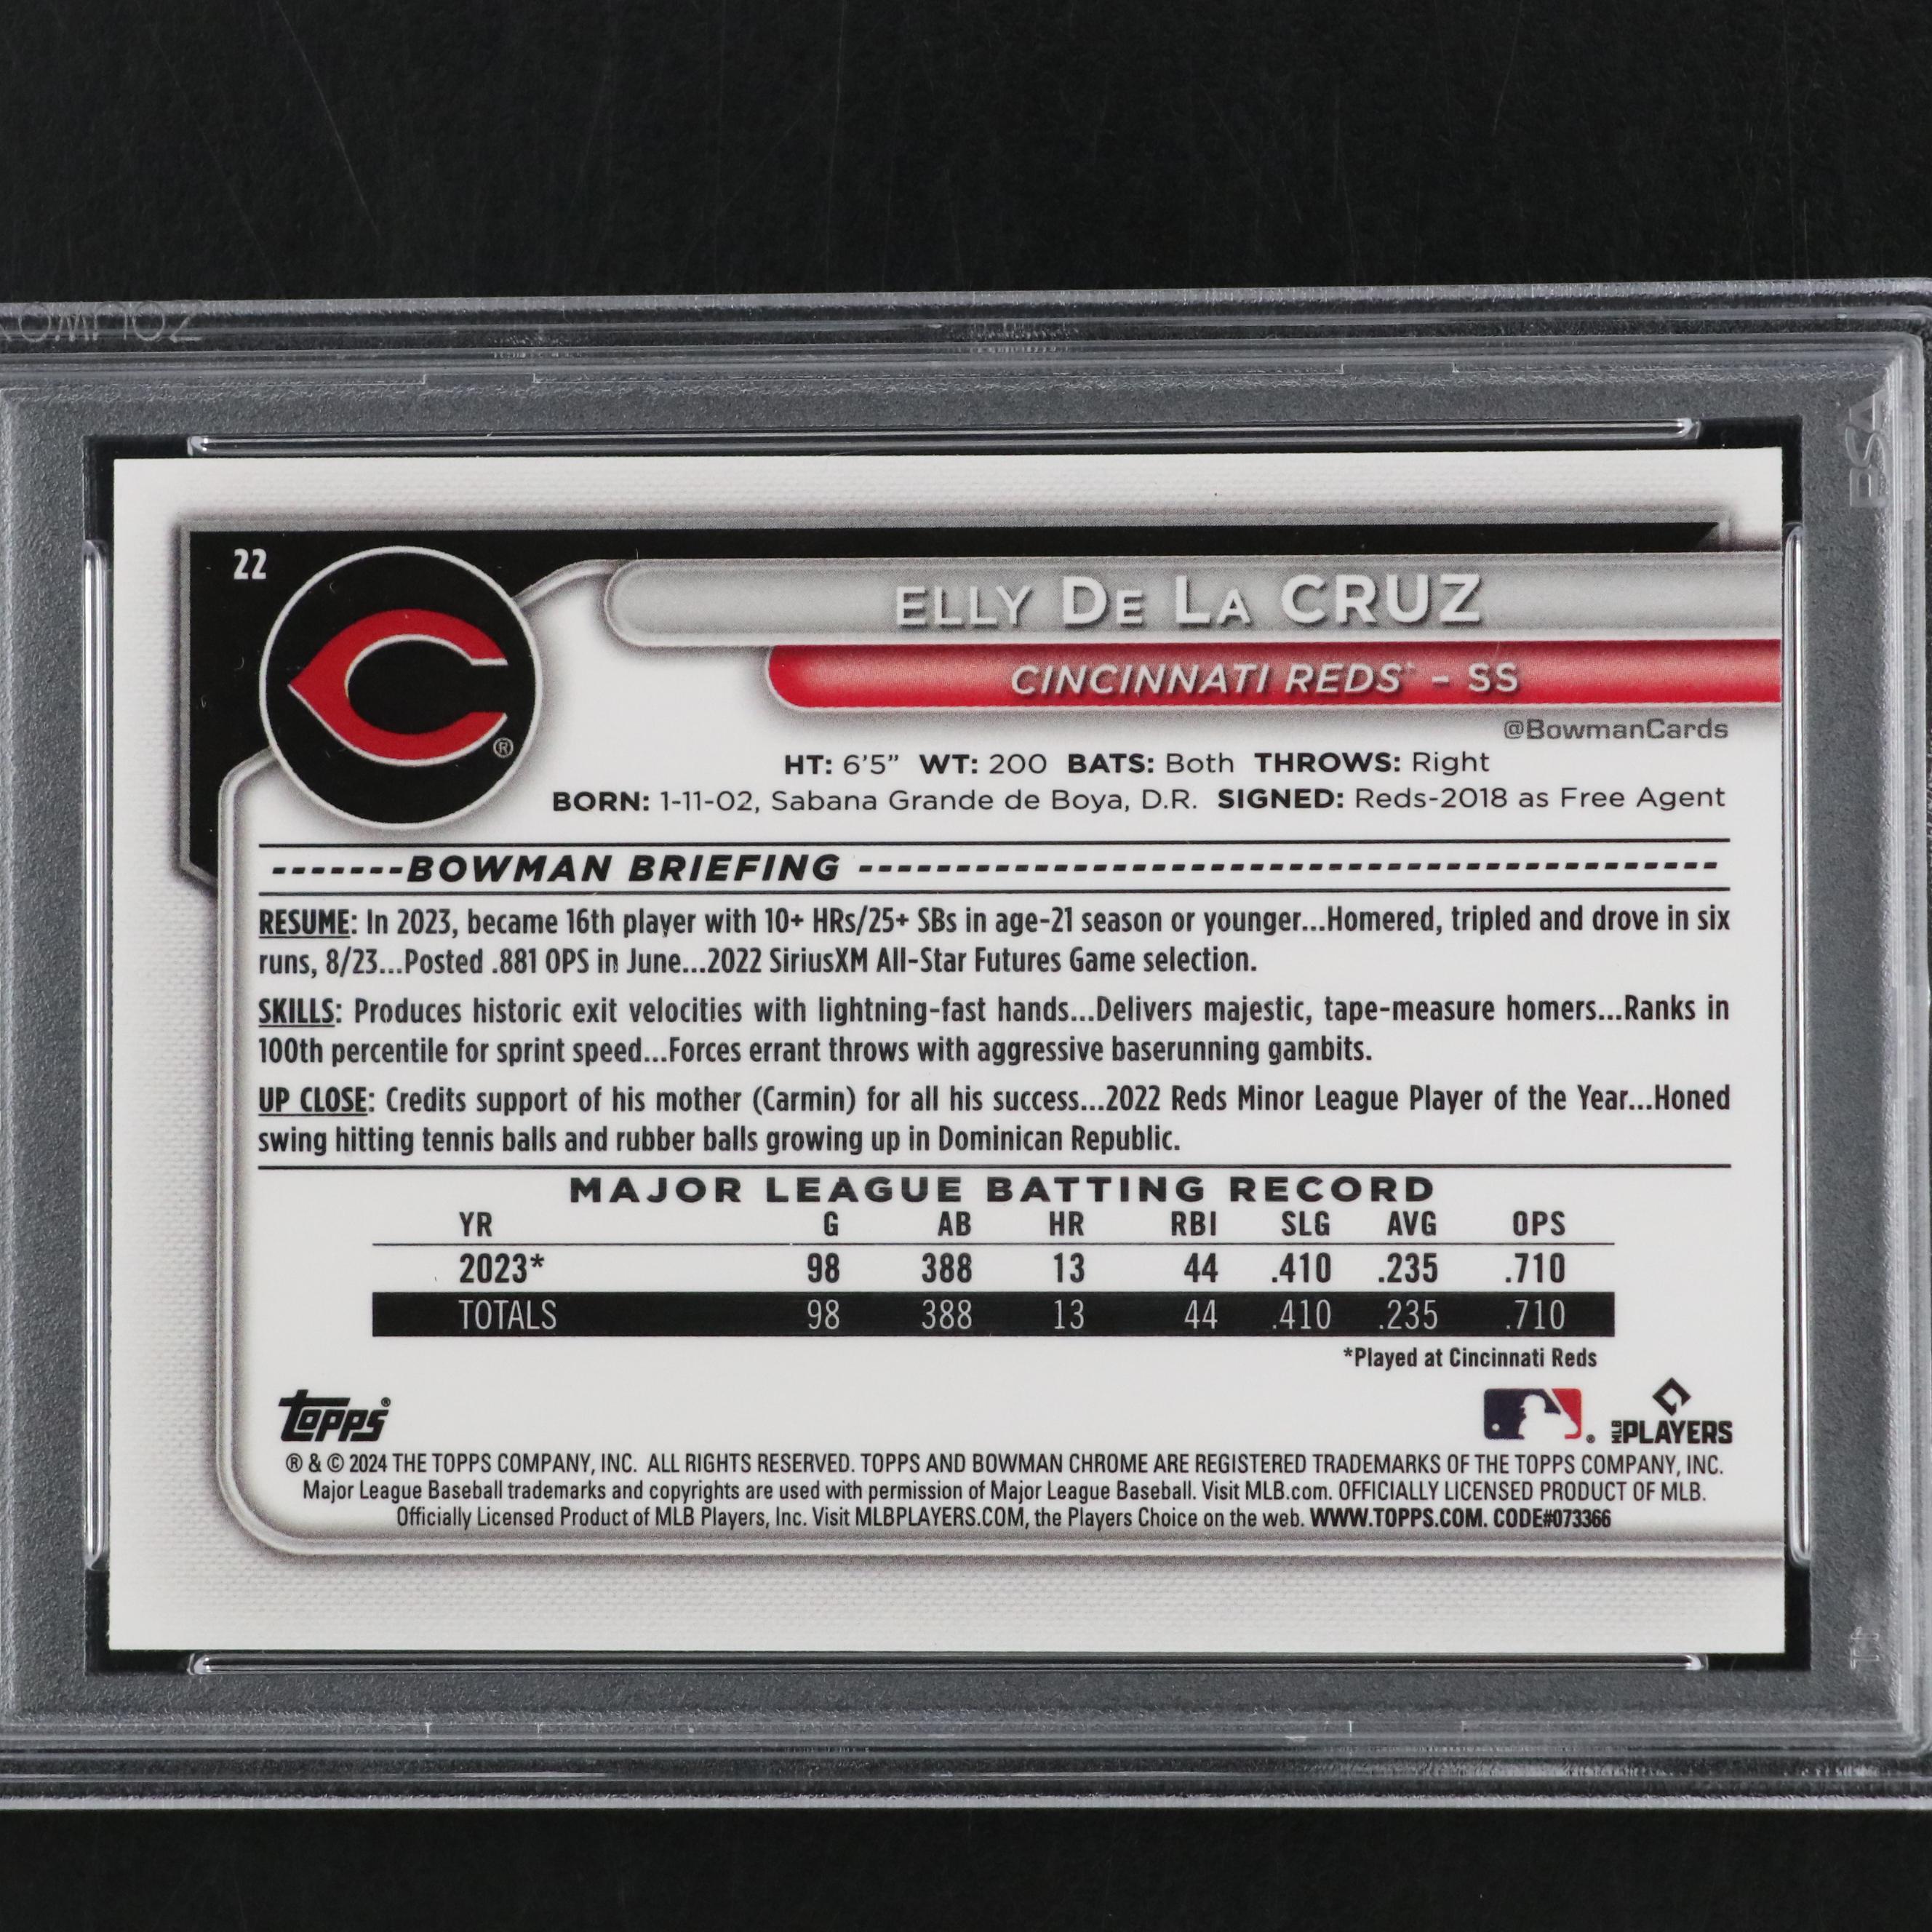 22
ELLY DE LA CRUZ
CINCINNATI REDS - SS
@BowmanCards
HT: 6'5" WT: 200 BATS: Both THROWS: Right
BORN: 1-11-02, Sabana Grande de Boya, D.R. SIGNED: Reds-2018 as Free Agent
BOWMAN BRIEFING
RESUME: In 2023, became 16th player with 10+ HRs/25+ SBs in age-21 season or younger...Homered, tripled and drove in six
runs, 8/23...Posted .881 OPS in June...2022 SiriusXM All-Star Futures Game selection.
SKILLS: Produces historic exit velocities with lightning-fast hands...Delivers majestic, tape-measure homers...Ranks in
100th percentile for sprint speed...Forces errant throws with aggressive baserunning gambits.
UP CLOSE: Credits support of his mother (Carmin) for all his success...2022 Reds Minor League Player of the Year...Honed
swing hitting tennis balls and rubber balls growing up in Dominican Republic.
MAJOR LEAGUE BATTING RECORD
YR G AB HR RBI SLG AVG OPS
2023* 98 388 13 44 .410 .235 .710
TOTALS 98 388 13 44 .410 .235 .710
*Played at Cincinnati Reds
Topps®
MLB PLAYERS
® & © 2024 THE TOPPS COMPANY, INC. ALL RIGHTS RESERVED. TOPPS AND BOWMAN CHROME ARE REGISTERED TRADEMARKS OF THE TOPPS COMPANY, INC.
Major League Baseball trademarks and copyrights are used with permission of Major League Baseball. Visit MLB.com. OFFICIALLY LICENSED PRODUCT OF MLB.
Officially Licensed Product of MLB Players, Inc. Visit MLBPLAYERS.COM, the Players Choice on the web. WWW.TOPPS.COM. CODE#073366
PSA